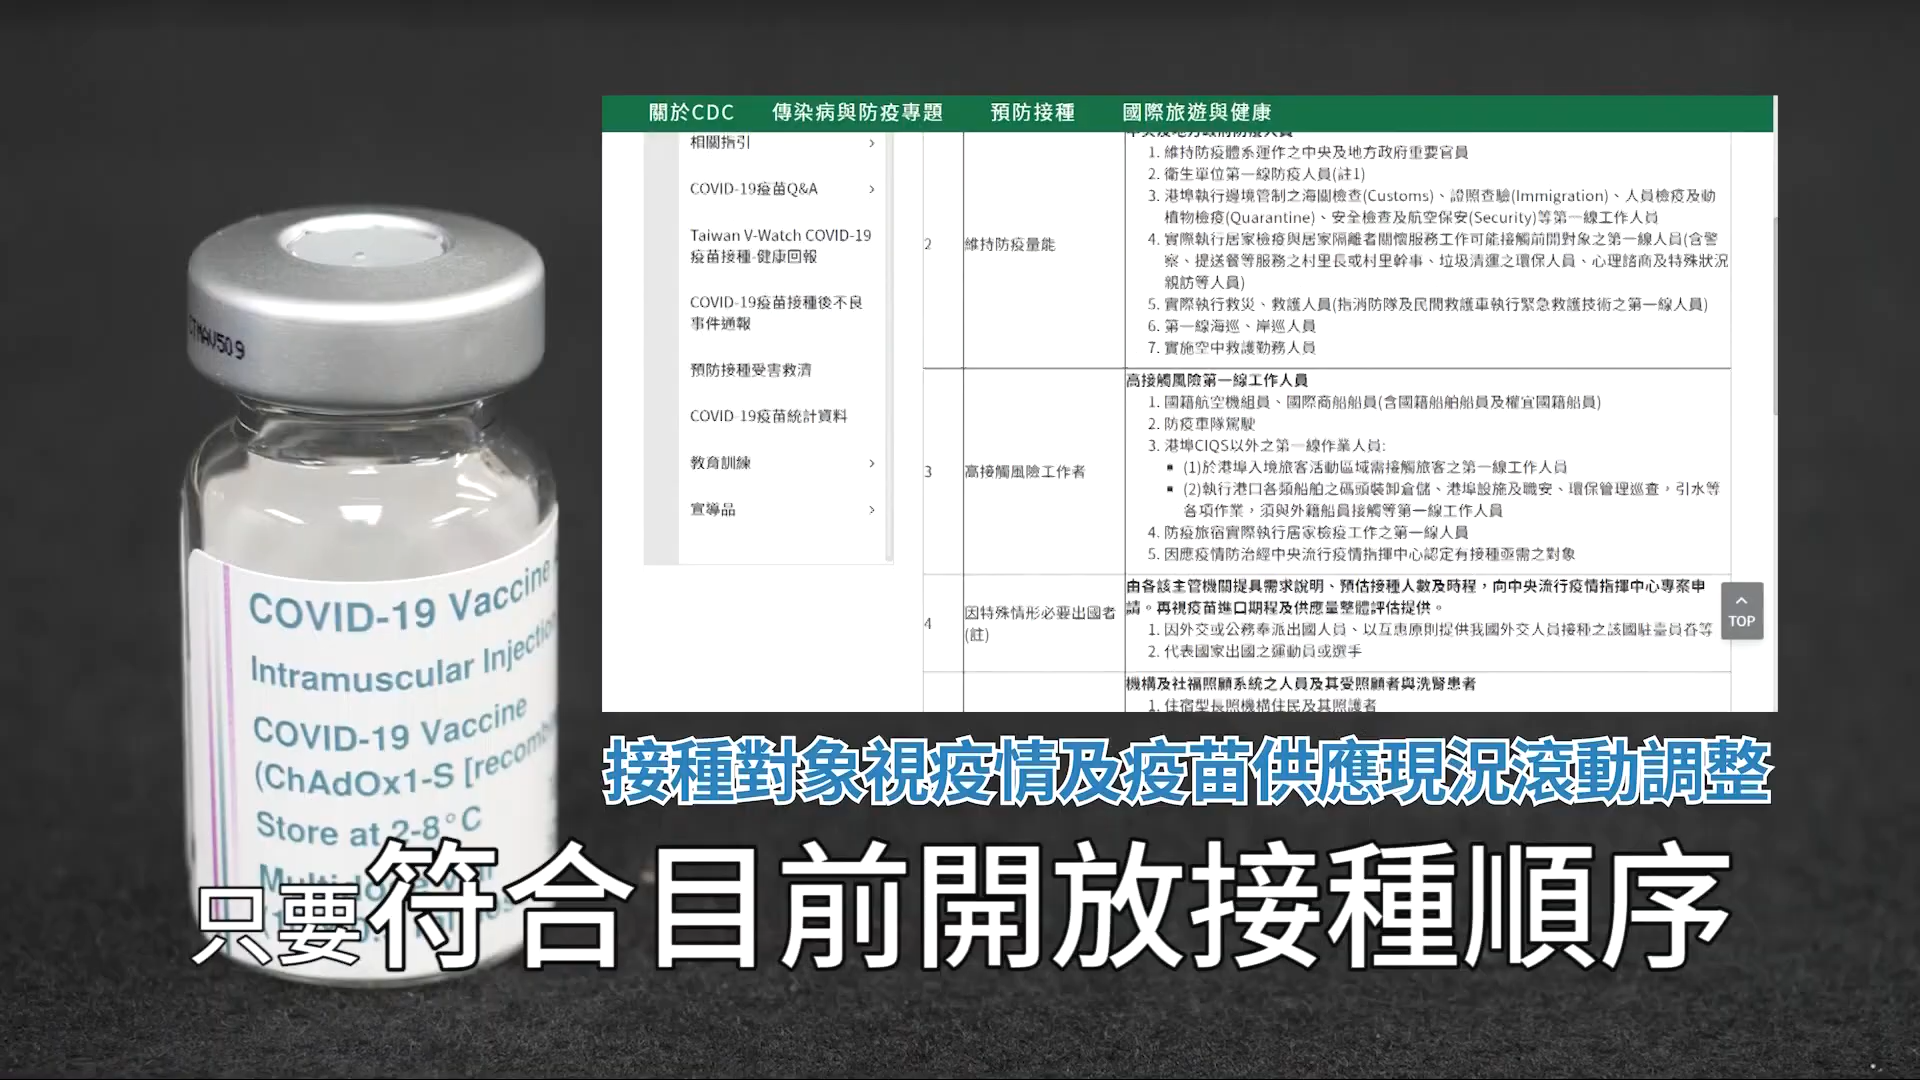 關於CDC 傳染病與防疫專題 預防接種 國際旅遊與健康
相關指引
COVID-19疫苗Q&A
Taiwan V-Watch COVID-19
疫苗接種-健康回報
COVID-19疫苗接種後不良
事件通報
預防接種受害救濟
COVID-19疫苗統計資料
教育訓練
宣導品
中央及地方政府防疫人員
2 維持防疫量能
1. 維持防疫體系運作之中央及地方政府重要官員
2. 衛生單位第一線防疫人員(註1)
3. 港埠執行邊境管制之海關檢查(Customs)、證照查驗(Immigration)、人員檢疫及動
植物檢疫(Quarantine)、安全檢查及航空保安(Security)等第一線工作人員
4. 實際執行居家檢疫與居家隔離者關懷服務工作可能接觸前開對象之第一線人員(含警
察、提送餐等服務之村里長或村里幹事、垃圾清運之環保人員、心理諮商及特殊狀況
親訪等人員)
5. 實際執行救災、救護人員(指消防隊及民間救護車執行緊急救護技術之第一線人員)
6. 第一線海巡、岸巡人員
7. 實施空中救護勤務人員
3 高接觸風險工作者
高接觸風險第一線工作人員
1. 國籍航空機組員、國際商船船員(含國籍船舶船員及權宜國籍船員)
2. 防疫車隊駕駛
3. 港埠CIQS以外之第一線作業人員:
▪ (1)於港埠入境旅客活動區域需接觸旅客之第一線工作人員
▪ (2)執行港口各類船舶之碼頭裝卸倉儲、港埠設施及職安、環保管理巡查，引水等
各項作業，須與外籍船員接觸等第一線工作人員
4. 防疫旅宿實際執行居家檢疫工作之第一線人員
5. 因應疫情防治經中央流行疫情指揮中心認定有接種亟需之對象
4 因特殊情形必要出國者
(註)
由各該主管機關提具需求說明、預估接種人數及時程，向中央流行疫情指揮中心專案申
請。再視疫苗進口期程及供應量整體評估提供。
1. 因外交或公務奉派出國人員、以互惠原則提供我國外交人員接種之該國駐臺員眷等
2. 代表國家出國之運動員或選手
機構及社福照顧系統之人員及其受照顧者與洗腎患者
1. 住宿型長照機構住民及其照護者
TOP
CTMAV509
COVID-19 Vaccine
Intramuscular Injection
COVID-19 Vaccine
(ChAdOx1-S [recomb
Store at 2-8°C
接種對象視疫情及疫苗供應現況滾動調整
只要符合目前開放接種順序